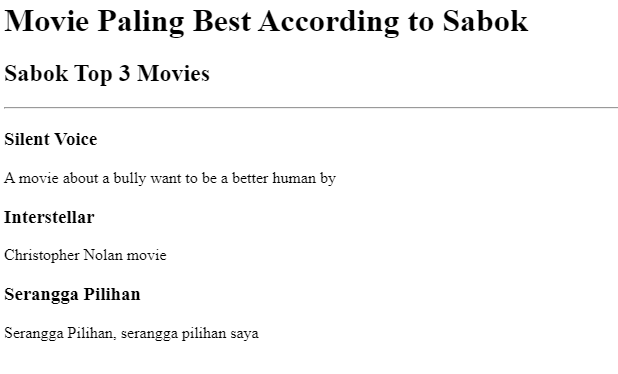 Movie Paling Best According to Sabok
Sabok Top 3 Movies
Silent Voice
A movie about a bully want to be a better human by
Interstellar
Christopher Nolan movie
Serangga Pilihan
Serangga Pilihan, serangga pilihan saya